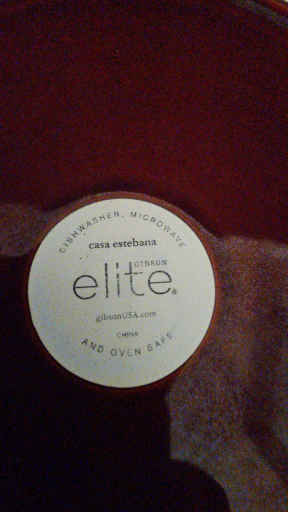 DISHWASHER, MICROWAVE
casa estebana
GIBSON
elite®
gibsonUSA.com
CHINA
AND OVEN SAFE